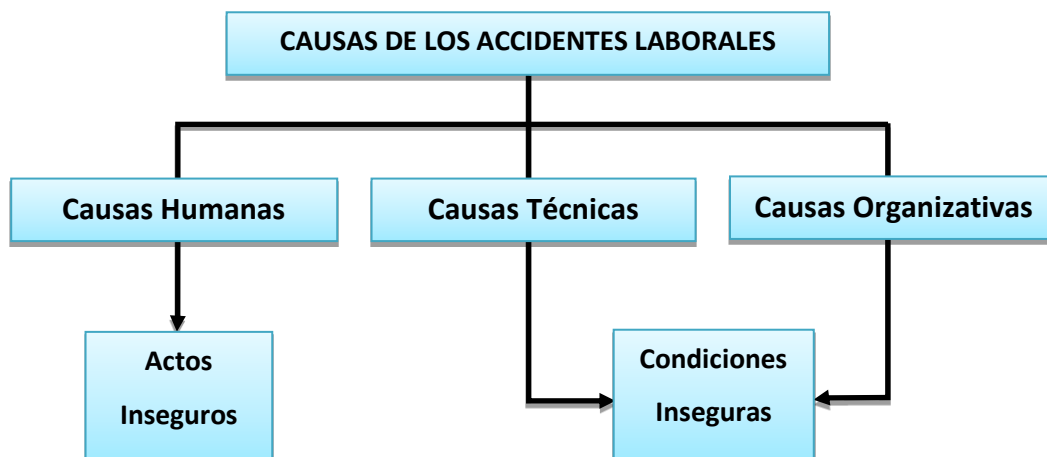 CAUSAS DE LOS ACCIDENTES LABORALES
Causas Humanas
Causas Técnicas
Causas Organizativas
Actos
Inseguros
Condiciones
Inseguras